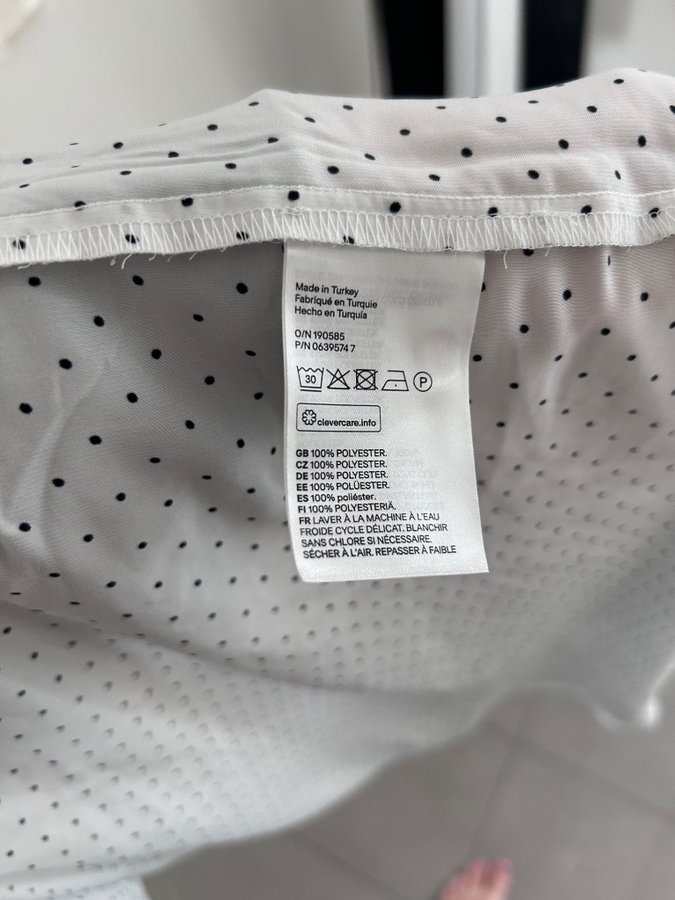 Made in Turkey
Fabriqué en Turquie
Hecho en Turquía
O/N 190585
P/N 0639574 7
30
P
clevercare.info
GB 100% POLYESTER.
CZ 100% POLYESTER.
DE 100% POLYESTER.
EE 100% POLÜESTER.
ES 100% poliéster.
FI 100% POLYESTERIÄ.
FR LAVER À LA MACHINE À L'EAU
FROIDE CYCLE DÉLICAT. BLANCHIR
SANS CHLORE SI NÉCESSAIRE.
SÉCHER À L'AIR. REPASSER À FAIBLE